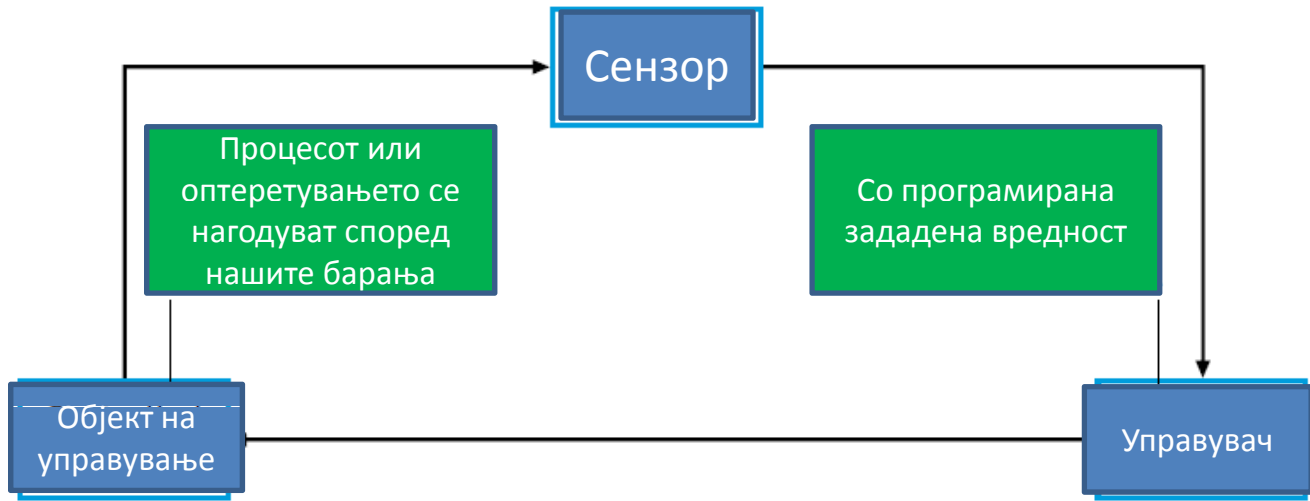 Сензор
Процесот или
оптеретувањето се
нагодуват според
нашите барања
Со програмирана
зададена вредност
Објект на
управување
Управувач